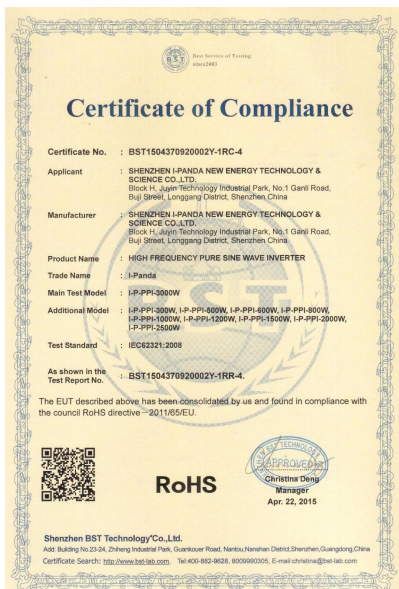 BST
Best Service of Testing
since2003
Certificate of Compliance
Certificate No. : BST1504370920002Y-1RC-4
Applicant : SHENZHEN I-PANDA NEW ENERGY TECHNOLOGY &
SCIENCE CO.,LTD.
Block H, Juyin Technology Industrial Park, No.1 Ganli Road,
Buji Street, Longgang District, Shenzhen China
Manufacturer : SHENZHEN I-PANDA NEW ENERGY TECHNOLOGY &
SCIENCE CO.,LTD.
Block H, Juyin Technology Industrial Park, No.1 Ganli Road,
Buji Street, Longgang District, Shenzhen China
Product Name : HIGH FREQUENCY PURE SINE WAVE INVERTER
Trade Name : I-Panda
Main Test Model : I-P-PPI-3000W
Additional Model : I-P-PPI-300W, I-P-PPI-500W, I-P-PPI-600W, I-P-PPI-800W,
I-P-PPI-1000W, I-P-PPI-1200W, I-P-PPI-1500W, I-P-PPI-2000W,
I-P-PPI-2500W
Test Standard : IEC62321:2008
As shown in the
Test Report No. : BST1504370920002Y-1RR-4.
The EUT described above has been consolidated by us and found in compliance with
the council RoHS directive—2011/65/EU.
BST
RoHS
APPROVED
Christina Deng
Manager
Apr. 22, 2015
Shenzhen BST Technology Co.,Ltd.
Add: Building No.23-24, Zhiheng Industrial Park, Guankouer Road, Nantou,Nanshan District,Shenzhen,Guangdong,China
Certificate Search: http://www.bst-lab.com, Tel:400-882-9628, 8009990305, E-mail:christina@bst-lab.com